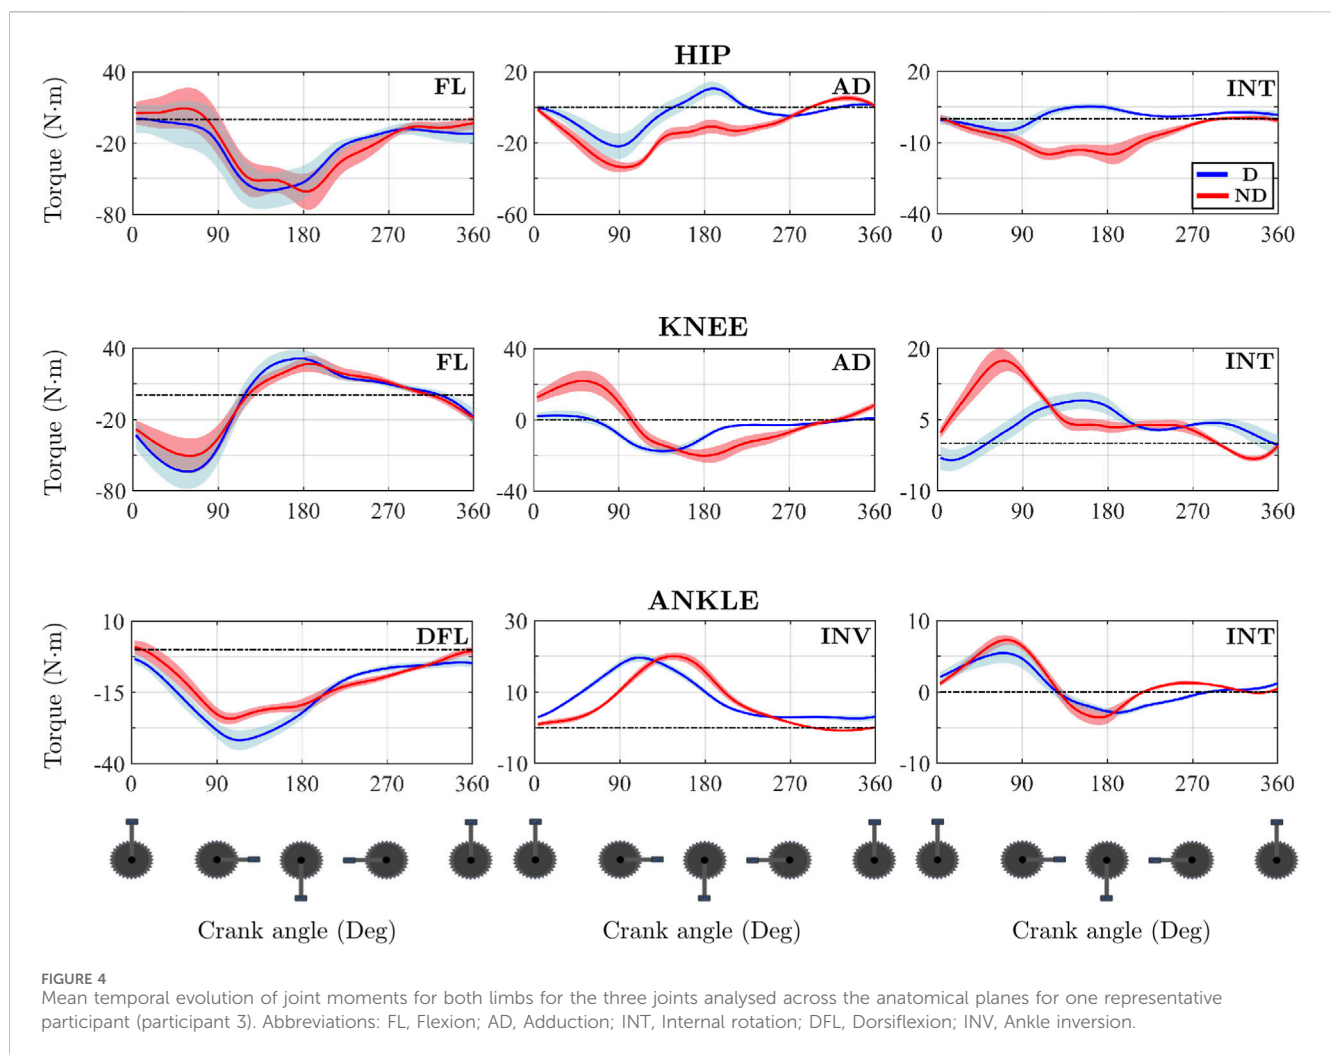 HIP
40
-20
-80
0 90 180 270 360
Torque (N·m)
FL
20
0
-20
-60
0 90 180 270 360
AD
20
-10
-40
0 90 180 270 360
INT
D
ND
KNEE
40
-20
-80
0 90 180 270 360
Torque (N·m)
FL
40
0
-40
0 90 180 270 360
AD
20
5
-10
0 90 180 270 360
INT
ANKLE
10
-15
-40
0 90 180 270 360
Torque (N·m)
DFL
30
10
-10
0 90 180 270 360
INV
10
0
-10
0 90 180 270 360
INT
Crank angle (Deg) Crank angle (Deg) Crank angle (Deg)
FIGURE 4
Mean temporal evolution of joint moments for both limbs for the three joints analysed across the anatomical planes for one representative
participant (participant 3). Abbreviations: FL, Flexion; AD, Adduction; INT, Internal rotation; DFL, Dorsiflexion; INV, Ankle inversion.